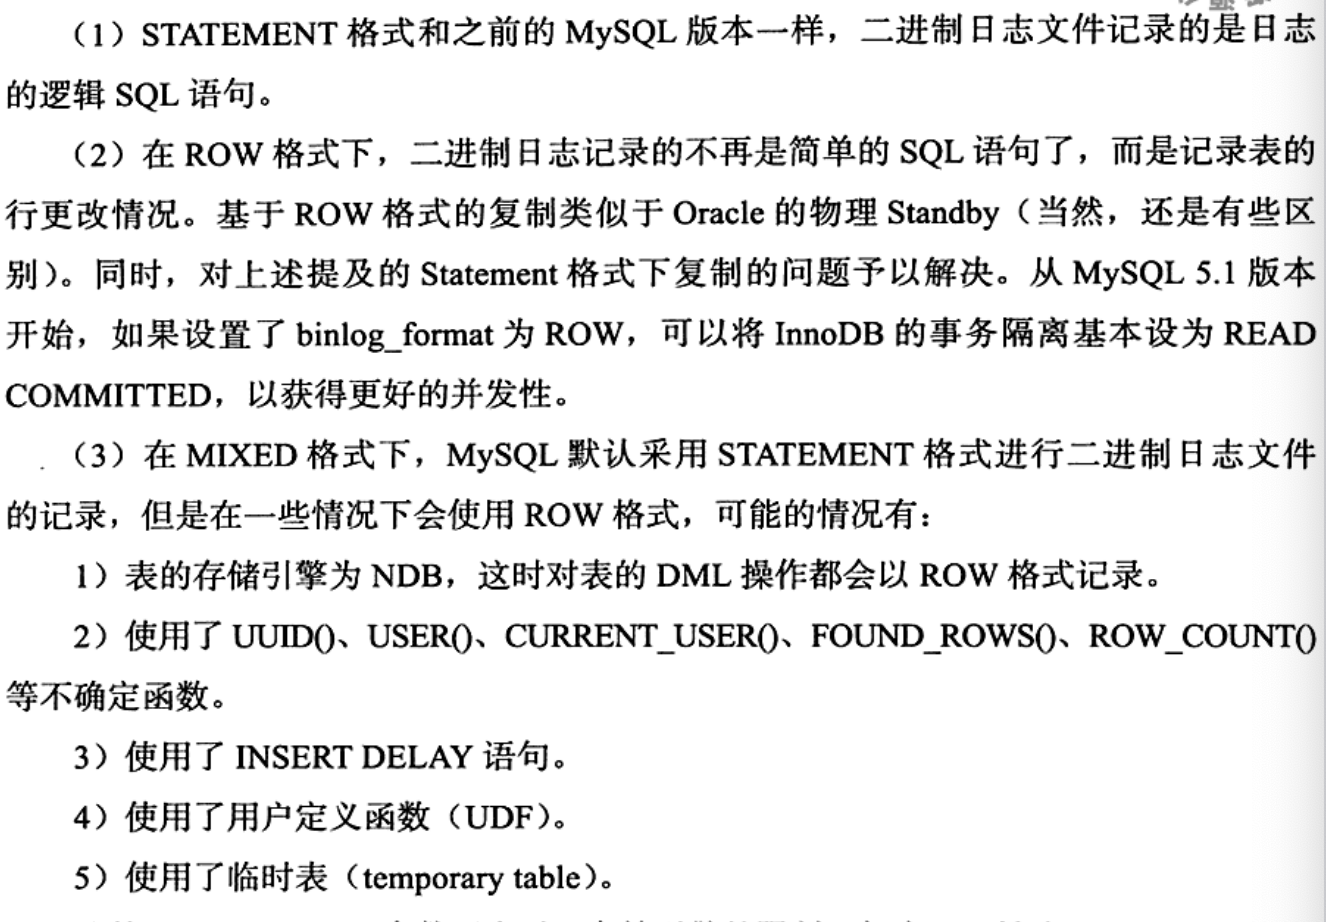 （1）STATEMENT 格式和之前的 MySQL 版本一样，二进制日志文件记录的是日志
的逻辑 SQL 语句。
（2）在 ROW 格式下，二进制日志记录的不再是简单的 SQL 语句了，而是记录表的
行更改情况。基于 ROW 格式的复制类似于 Oracle 的物理 Standby（当然，还是有些区
别）。同时，对上述提及的 Statement 格式下复制的问题予以解决。从 MySQL 5.1 版本
开始，如果设置了 binlog_format 为 ROW，可以将 InnoDB 的事务隔离基本设为 READ
COMMITTED，以获得更好的并发性。
（3）在 MIXED 格式下，MySQL 默认采用 STATEMENT 格式进行二进制日志文件
的记录，但是在一些情况下会使用 ROW 格式，可能的情况有：
1）表的存储引擎为 NDB，这时对表的 DML 操作都会以 ROW 格式记录。
2）使用了 UUID()、USER()、CURRENT_USER()、FOUND_ROWS()、ROW_COUNT()
等不确定函数。
3）使用了 INSERT DELAY 语句。
4）使用了用户定义函数（UDF）。
5）使用了临时表（temporary table）。